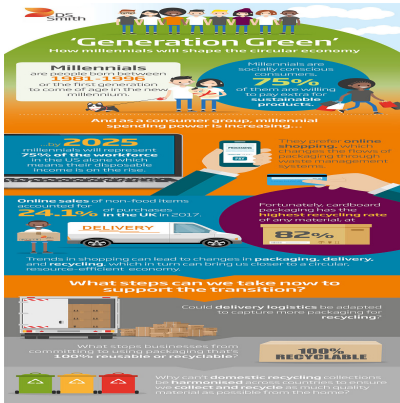 DS Smith
'Generation Green'
How millennials will shape the circular economy
Millennials
are people born between
1981-1996
or the first generation
to come of age in the new
millennium.
Millennials are
socially conscious
consumers.
75%
of them are willing
to pay extra for
sustainable
products.
And as a consumer group, millennial
spending power is increasing...
...by 2025
millennials will represent
75% of the workforce
in the US alone which
means their disposable
income is on the rise.
They prefer online
shopping, which
changes the flows of
packaging through
waste management
systems.
Online sales of non-food items
accounted for
24.1% of purchases
in the UK in 2017.
DELIVERY
Fortunately, cardboard
packaging has the
highest recycling rate
of any material, at
82%
Trends in shopping can lead to changes in packaging, delivery,
and recycling, which in turn can bring us closer to a circular,
resource-efficient economy.
What steps can we take now to
support the transition?
Could delivery logistics be adapted
to capture more packaging for
recycling?
What stops businesses from
committing to using packaging that's
100% reusable or recyclable?
100%
RECYCLABLE
Why can't domestic recycling collections
be harmonised across countries to ensure
we collect and recycle as much quality
material as possible from the home?